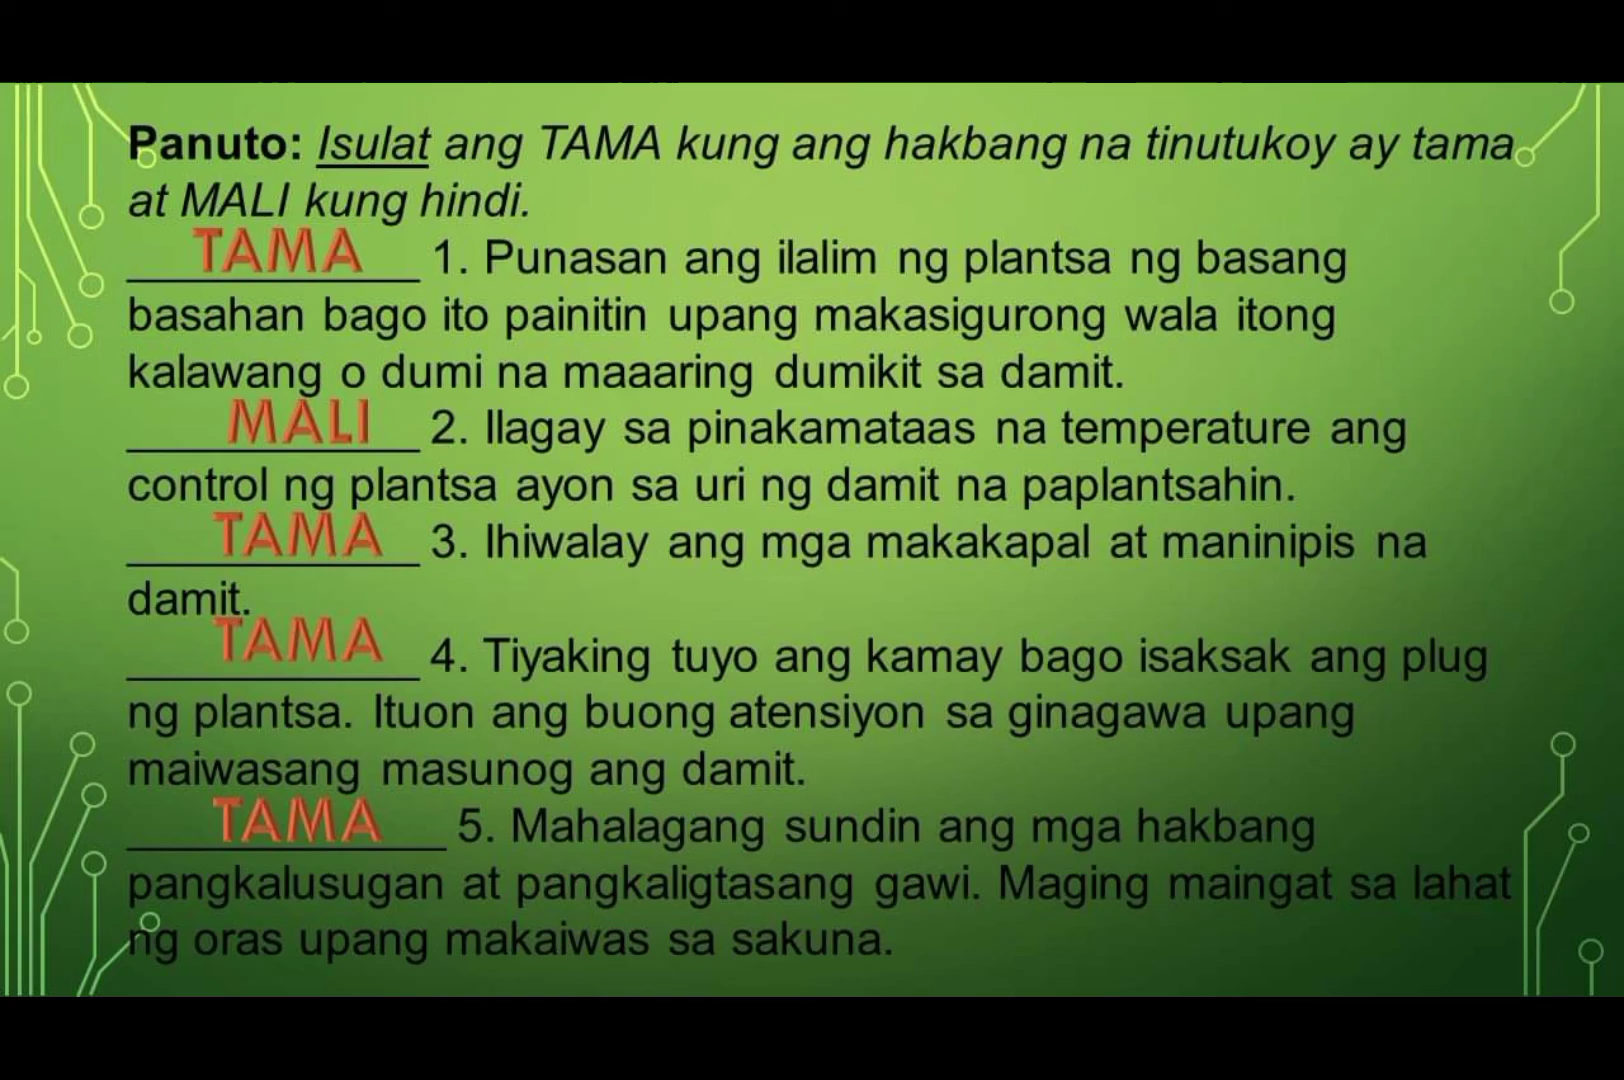 Panuto: Isulat ang TAMA kung ang hakbang na tinutukoy ay tama
at MALI kung hindi.
TAMA 1. Punasan ang ilalim ng plantsa ng basang
basahan bago ito painitin upang makasigurong wala itong
kalawang o dumi na maaaring dumikit sa damit.
MALI 2. Ilagay sa pinakamataas na temperature ang
control ng plantsa ayon sa uri ng damit na paplantsahin.
TAMA 3. Ihiwalay ang mga makakapal at maninipis na
damit.
TAMA 4. Tiyaking tuyo ang kamay bago isaksak ang plug
ng plantsa. Ituon ang buong atensiyon sa ginagawa upang
maiwasang masunog ang damit.
TAMA 5. Mahalagang sundin ang mga hakbang
pangkalusugan at pangkaligtasang gawi. Maging maingat sa lahat
ng oras upang makaiwas sa sakuna.